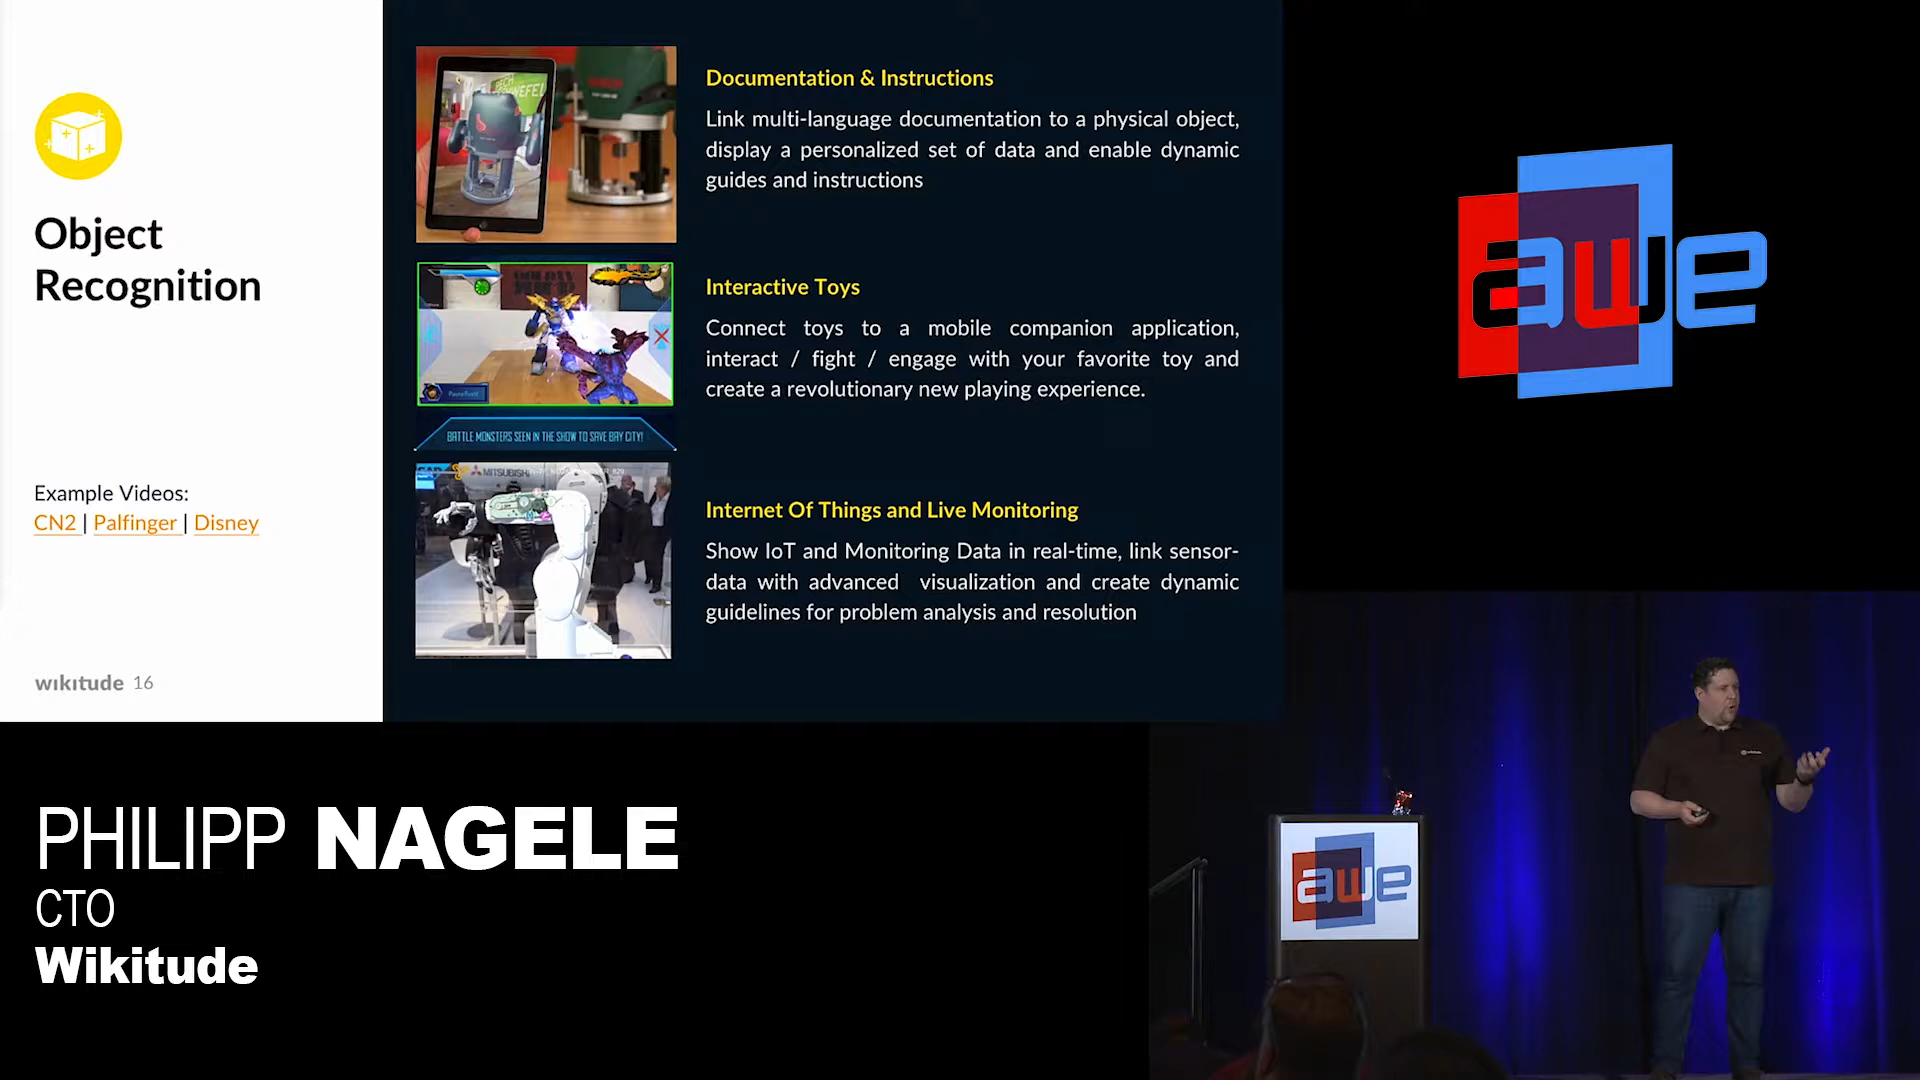 Object
Recognition
Example Videos:
CN2 | Palfinger | Disney
wikitude 16
Documentation & Instructions
Link multi-language documentation to a physical object,
display a personalized set of data and enable dynamic
guides and instructions
Interactive Toys
Connect toys to a mobile companion application,
interact / fight / engage with your favorite toy and
create a revolutionary new playing experience.
BATTLE MONSTERS SEEN IN THE SHOW TO SAVE BAY CITY!
MITSUBISHI
Internet Of Things and Live Monitoring
Show IoT and Monitoring Data in real-time, link sensor-
data with advanced visualization and create dynamic
guidelines for problem analysis and resolution
awe
PHILIPP NAGELE
CTO
Wikitude
awe
wikitude